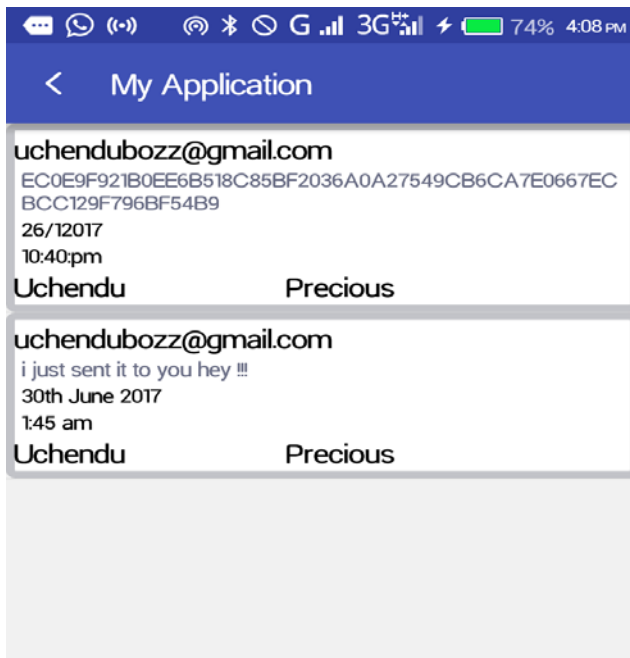 G 3G H+ 74% 4:08 PM
My Application
uchendubozz@gmail.com
EC0E9F921B0EE6B518C85BF2036A0A27549CB6CA7E0667EC
BCC129F796BF54B9
26/12017
10:40:pm
Uchendu Precious
uchendubozz@gmail.com
i just sent it to you hey !!!
30th June 2017
1:45 am
Uchendu Precious